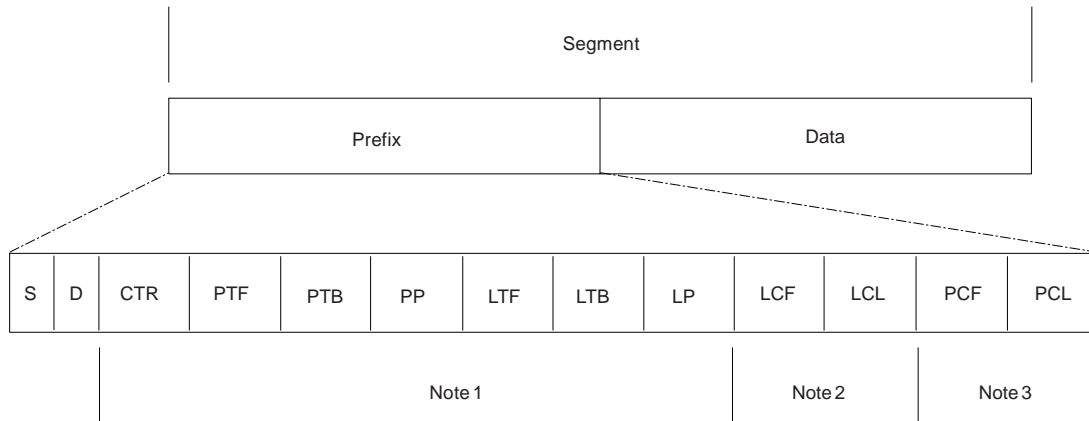 Segment
Prefix Data
S D CTR PTF PTB PP LTF LTB LP LCF LCL PCF PCL
Note 1 Note 2 Note 3